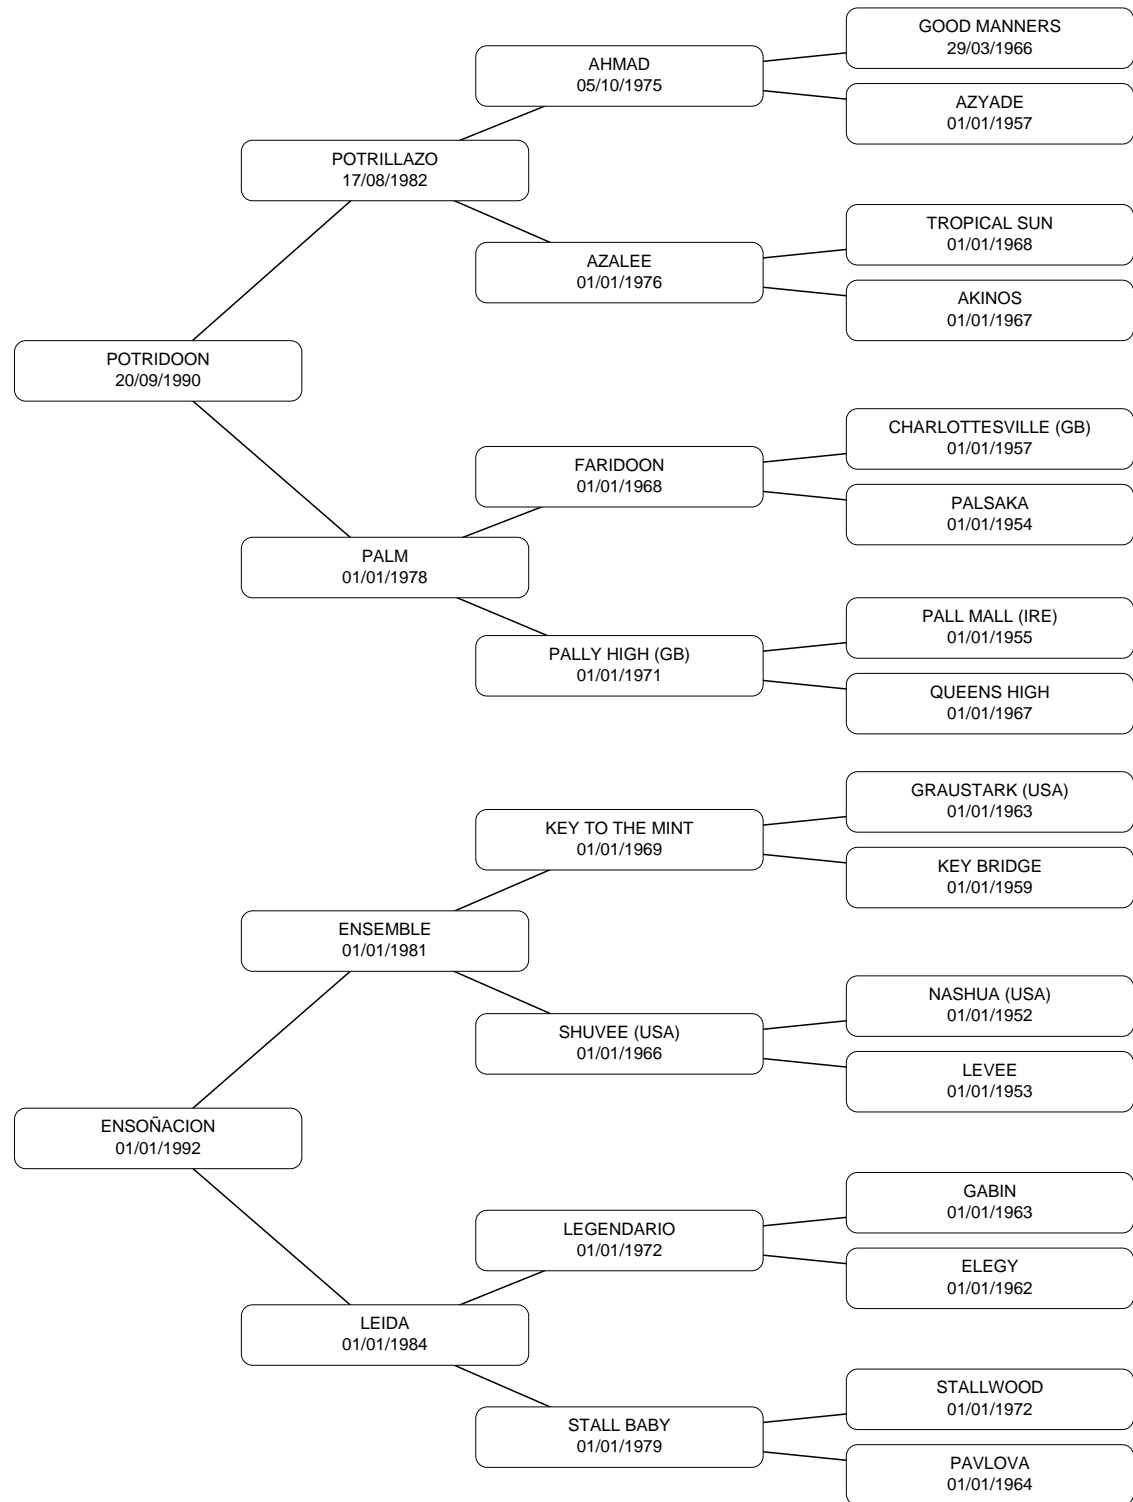 GOOD MANNERS
29/03/1966
AHMAD
05/10/1975
AZYADE
01/01/1957
POTRILLAZO
17/08/1982
TROPICAL SUN
01/01/1968
AZALEE
01/01/1976
AKINOS
01/01/1967
POTRIDOON
20/09/1990
CHARLOTTESVILLE (GB)
01/01/1957
FARIDOON
01/01/1968
PALSAKA
01/01/1954
PALM
01/01/1978
PALL MALL (IRE)
01/01/1955
PALLY HIGH (GB)
01/01/1971
QUEENS HIGH
01/01/1967
GRAUSTARK (USA)
01/01/1963
KEY TO THE MINT
01/01/1969
KEY BRIDGE
01/01/1959
ENSEMBLE
01/01/1981
NASHUA (USA)
01/01/1952
SHUVEE (USA)
01/01/1966
LEVEE
01/01/1953
ENSOÑACION
01/01/1992
GABIN
01/01/1963
LEGENDARIO
01/01/1972
ELEGY
01/01/1962
LEIDA
01/01/1984
STALLWOOD
01/01/1972
STALL BABY
01/01/1979
PAVLOVA
01/01/1964